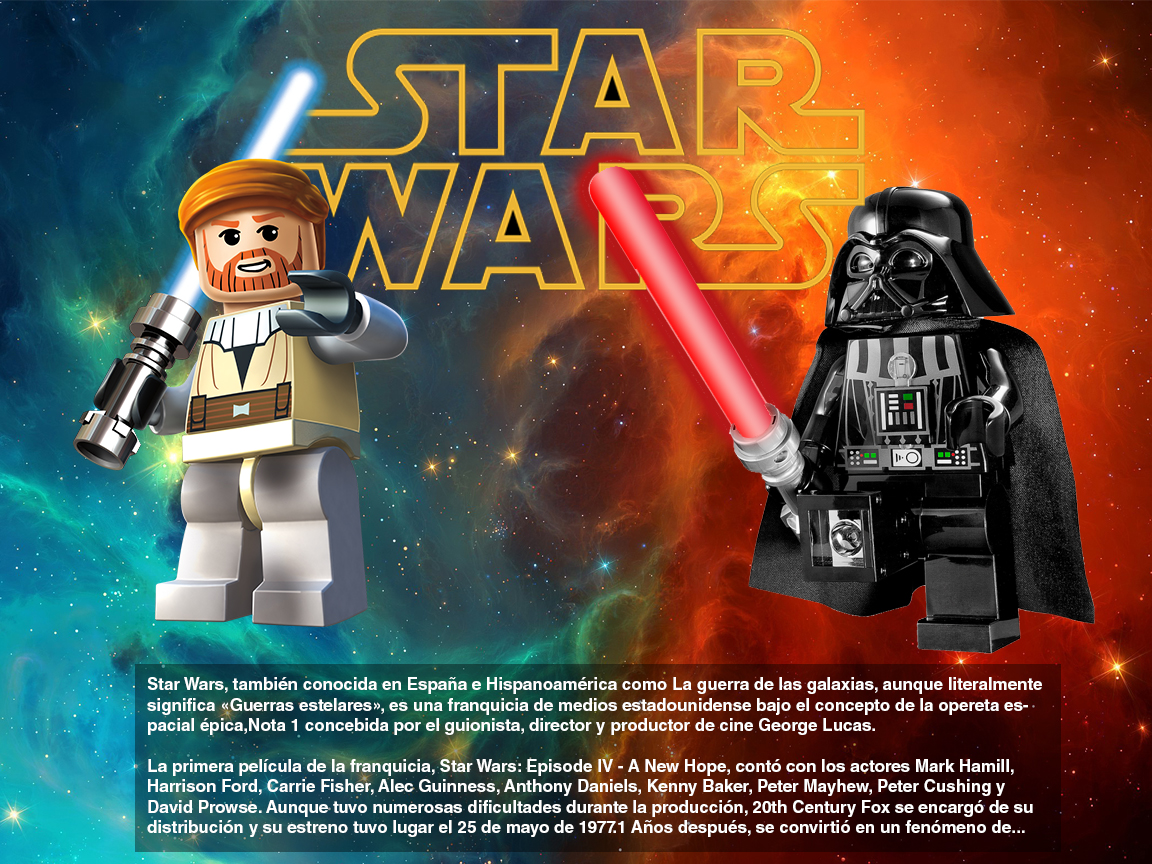 STAR
WARS
Star Wars, también conocida en España e Hispanoamérica como La guerra de las galaxias, aunque literalmente
significa «Guerras estelares», es una franquicia de medios estadounidense bajo el concepto de la opereta es-
pacial épica,Nota 1 concebida por el guionista, director y productor de cine George Lucas.
La primera película de la franquicia, Star Wars: Episode IV - A New Hope, contó con los actores Mark Hamill,
Harrison Ford, Carrie Fisher, Alec Guinness, Anthony Daniels, Kenny Baker, Peter Mayhew, Peter Cushing y
David Prowse. Aunque tuvo numerosas dificultades durante la producción, 20th Century Fox se encargó de su
distribución y su estreno tuvo lugar el 25 de mayo de 1977.1 Años después, se convirtió en un fenómeno de...